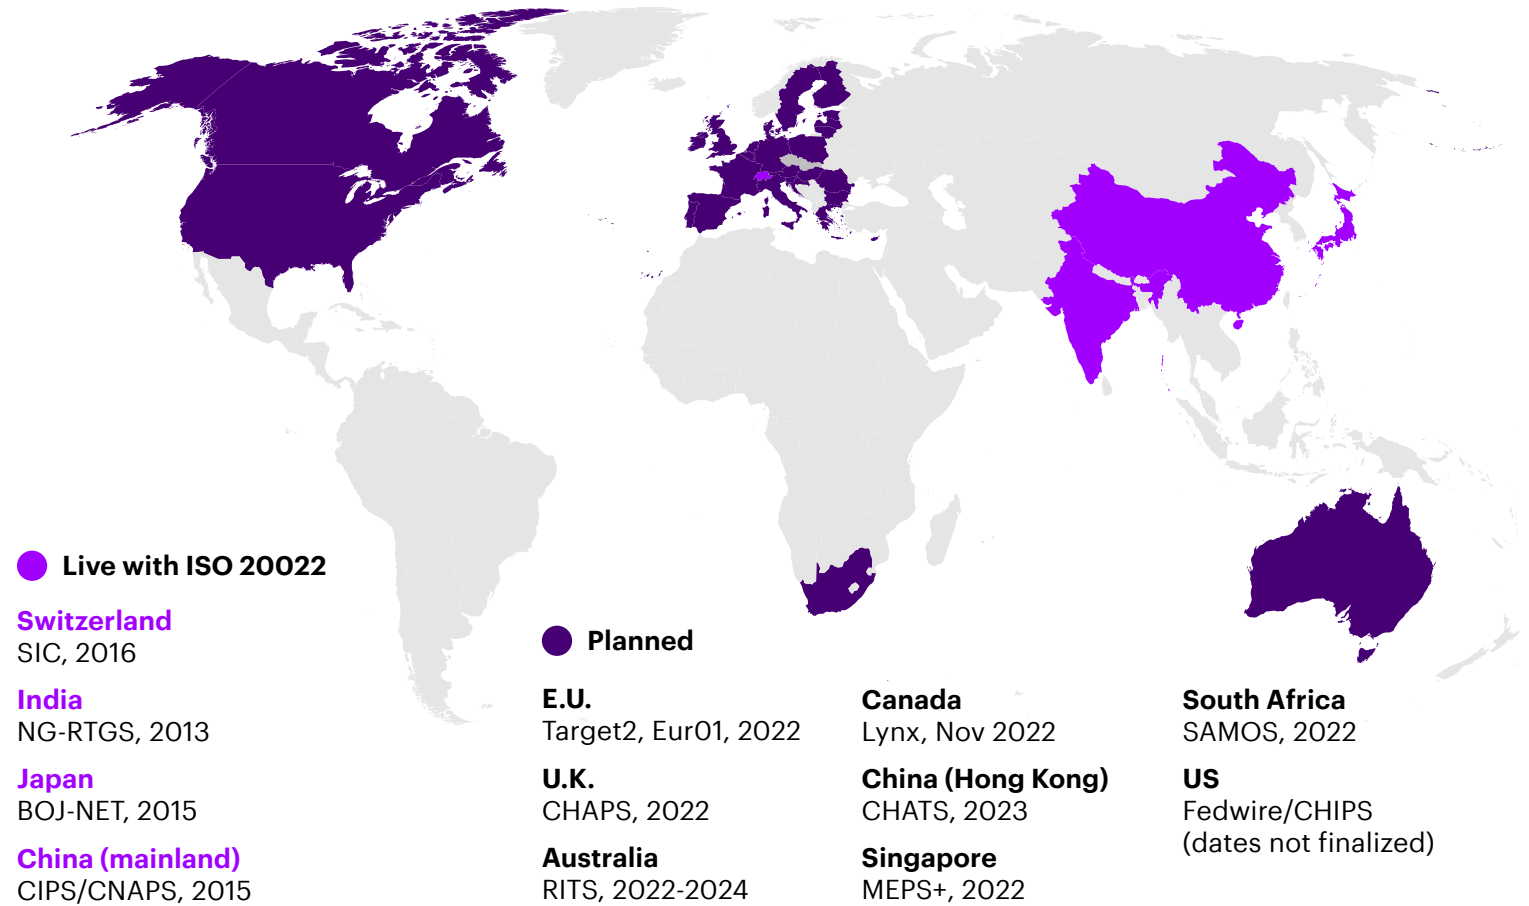 Live with ISO 20022
Switzerland
SIC, 2016
India
NG-RTGS, 2013
Japan
BOJ-NET, 2015
China (mainland)
CIPS/CNAPS, 2015
Planned
E.U.
Target2, Eur01, 2022
U.K.
CHAPS, 2022
Australia
RITS, 2022-2024
Canada
Lynx, Nov 2022
China (Hong Kong)
CHATS, 2023
Singapore
MEPS+, 2022
South Africa
SAMOS, 2022
US
Fedwire/CHIPS
(dates not finalized)